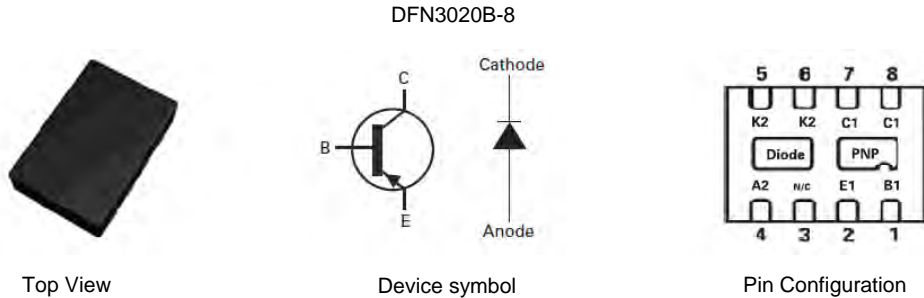 DFN3020B-8
C
B
E
Cathode
Anode
5 6 7 8
K2 K2 C1 C1
Diode PNP
A2 N/C E1 B1
4 3 2 1
Top View
Device symbol
Pin Configuration